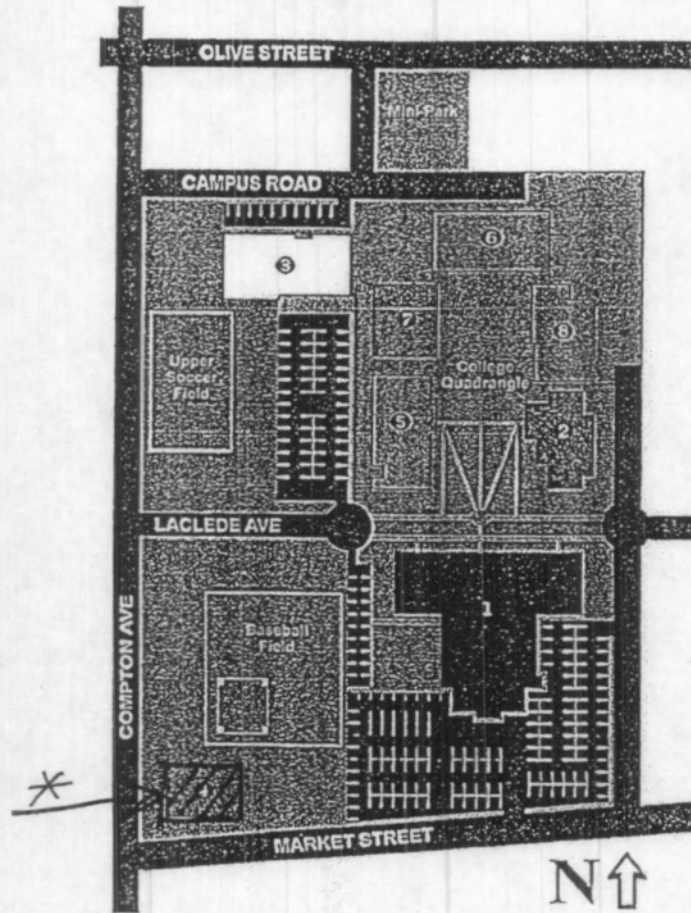 OLIVE STREET
Mini-Park
CAMPUS ROAD
6
3
7
8
Upper
Soccer
Field
College
Quadrangle
5
2
LACLEDE AVE
1
Baseball
Field
COMPTON AVE
*
MARKET STREET
N